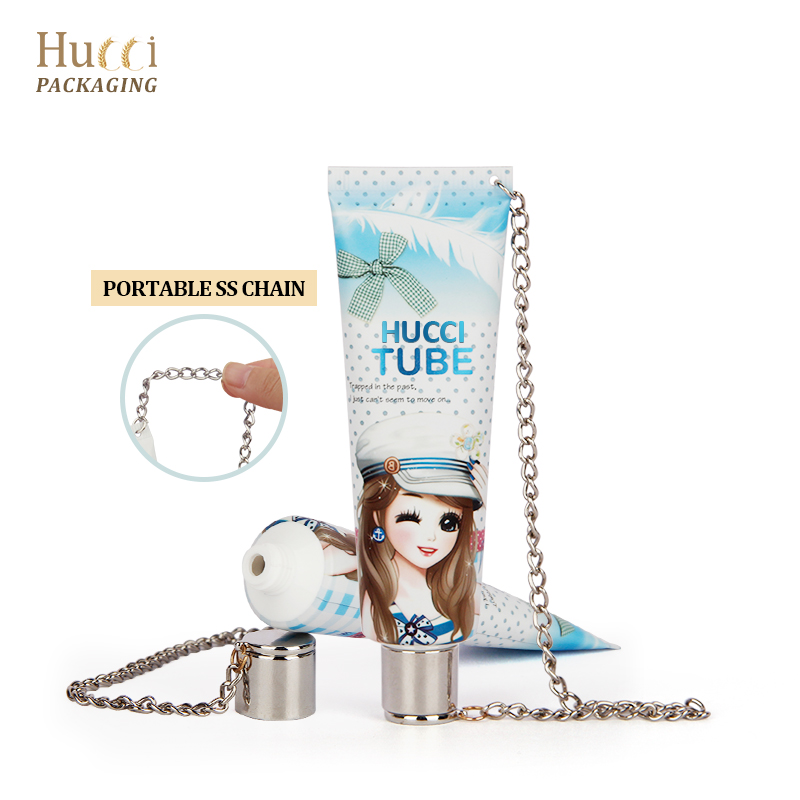 Hucci
PACKAGING
PORTABLE SS CHAIN
HUCCI
TUBE
Trapped in the past,
I just can't seem to move on...
B